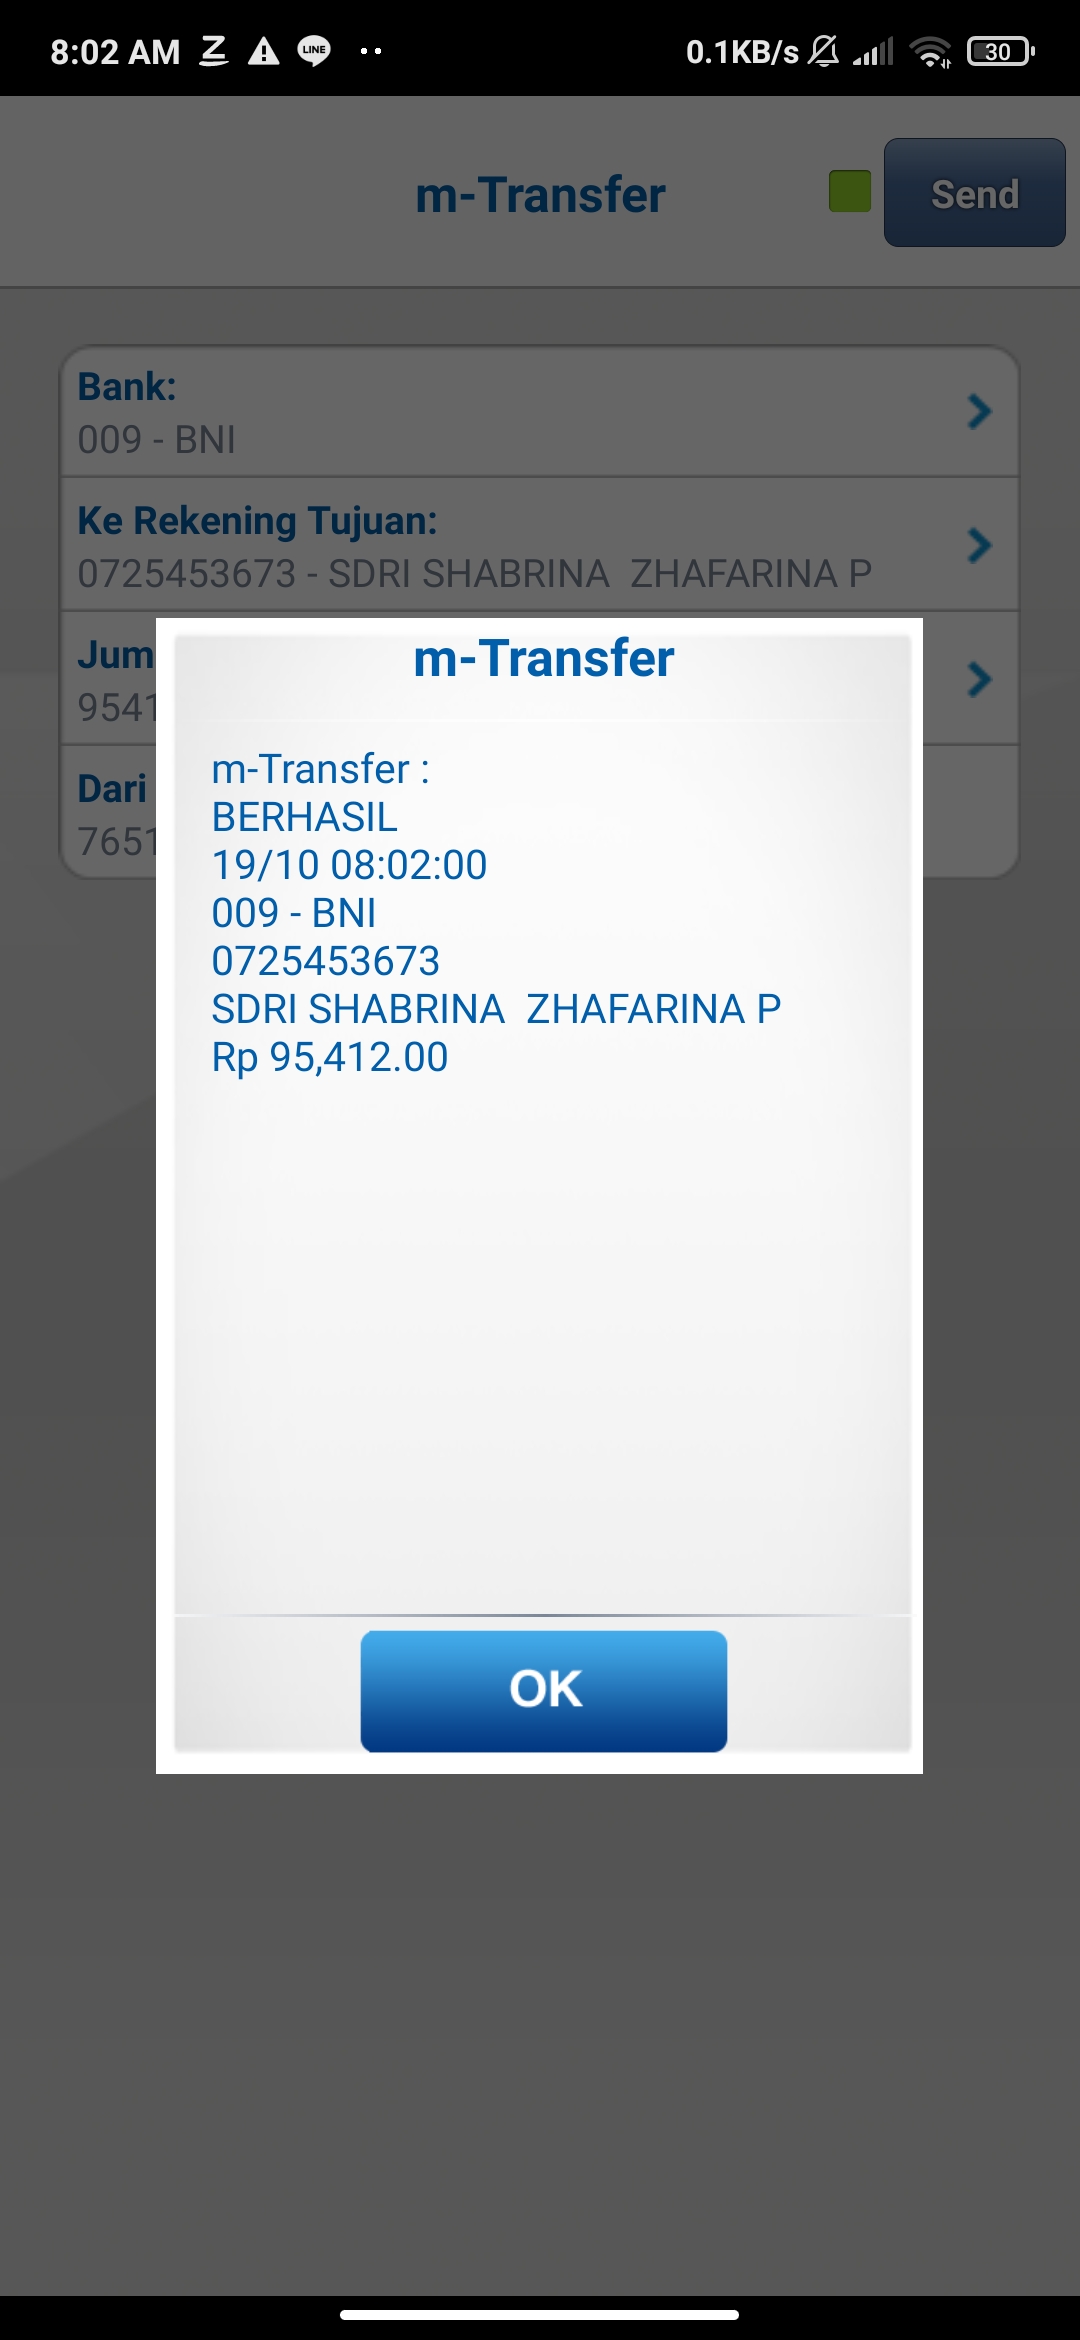 8:02 AM Z LINE 0.1KB/s 30
m-Transfer Send
Bank:
009 - BNI
Ke Rekening Tujuan:
0725453673 - SDRI SHABRINA  ZHAFARINA P
Jum
9541
Dari
7651
m-Transfer
m-Transfer :
BERHASIL
19/10 08:02:00
009 - BNI
0725453673
SDRI SHABRINA  ZHAFARINA P
Rp 95,412.00
OK